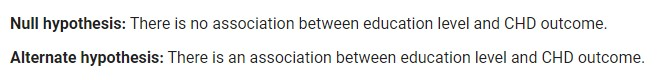 Null hypothesis: There is no association between education level and CHD outcome.
Alternate hypothesis: There is an association between education level and CHD outcome.